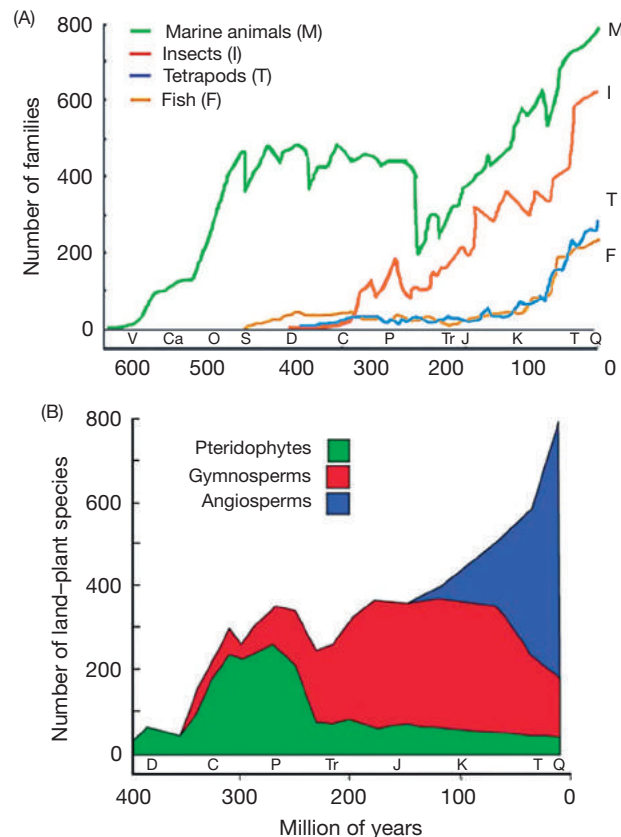 (A)
800
600
400
200
0
Number of families
Marine animals (M)
Insects (I)
Tetrapods (T)
Fish (F)
M
I
T
F
V Ca O S D C P Tr J K T Q
600 500 400 300 200 100 0
(B)
800
600
400
200
0
Number of land–plant species
Pteridophytes
Gymnosperms
Angiosperms
D C P Tr J K T Q
400 300 200 100 0
Million of years